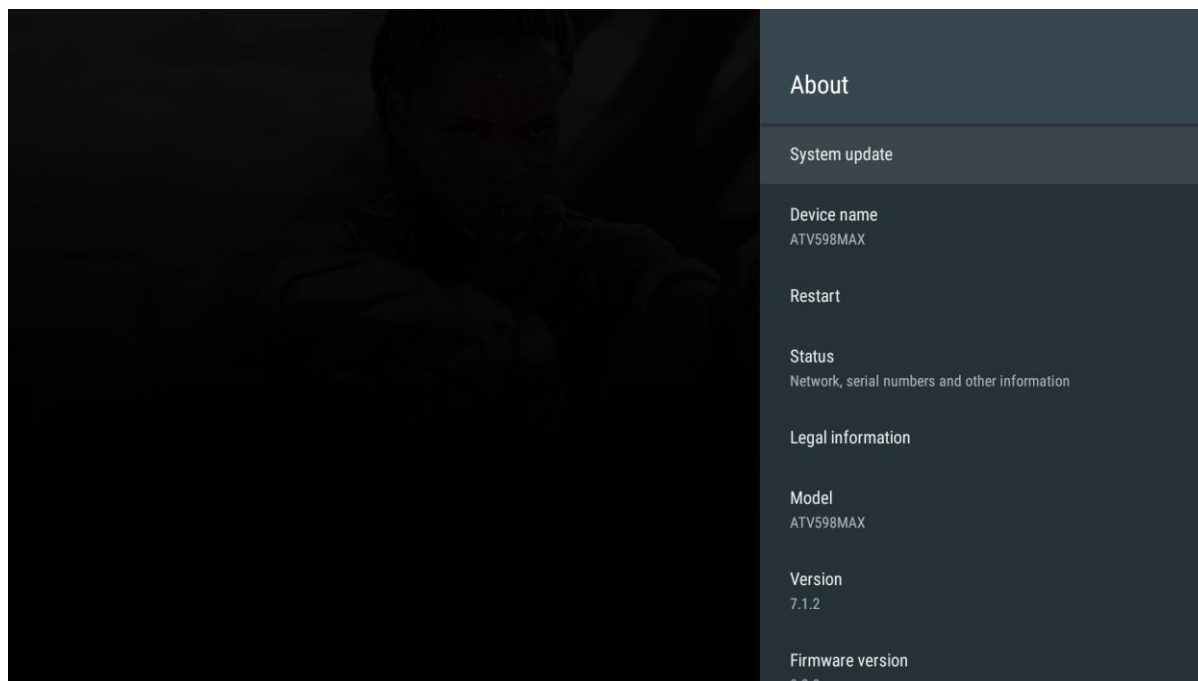 About
System update
Device name
ATV598MAX
Restart
Status
Network, serial numbers and other information
Legal information
Model
ATV598MAX
Version
7.1.2
Firmware version